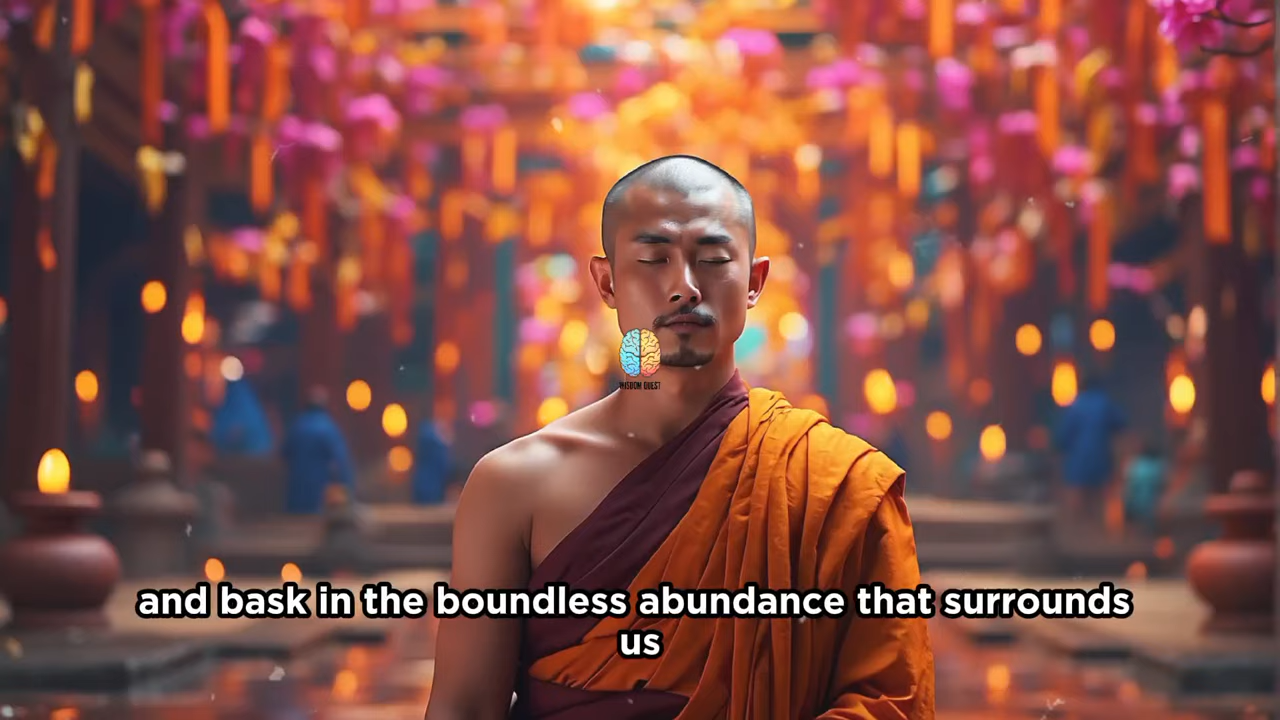 WISDOM QUEST
and bask in the boundless abundance that surrounds
us